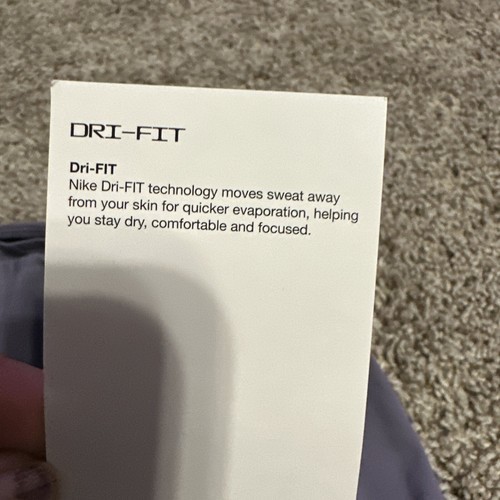 DRI-FIT
Dri-FIT
Nike Dri-FIT technology moves sweat away
from your skin for quicker evaporation, helping
you stay dry, comfortable and focused.